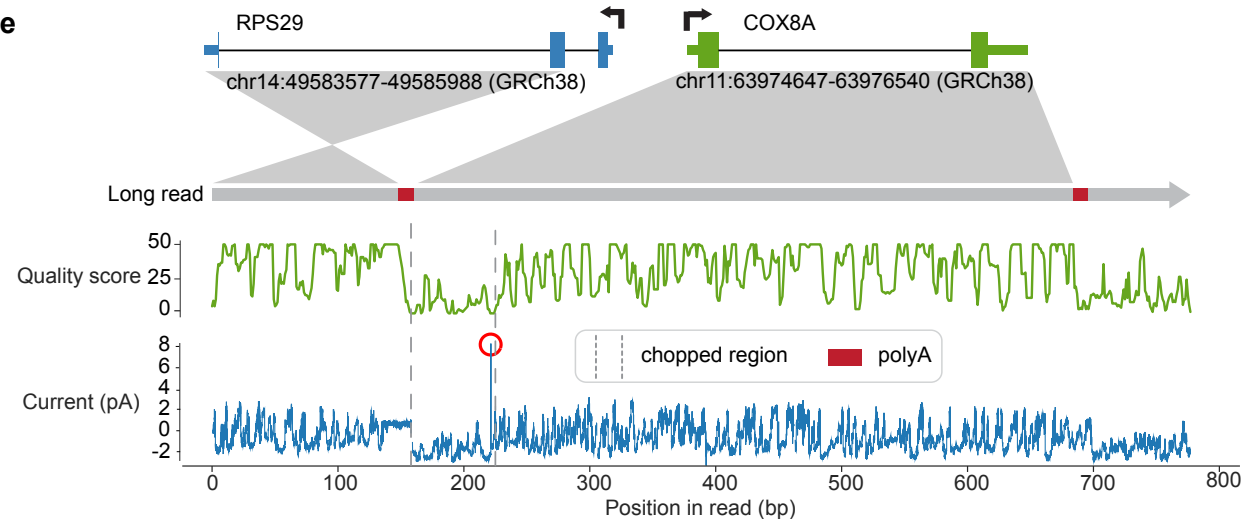 e
RPS29
COX8A
chr14:49583577-49585988 (GRCh38)
chr11:63974647-63976540 (GRCh38)
Long read
Quality score
50
25
0
chopped region
polyA
Current (pA)
8
6
4
2
0
-2
0 100 200 300 400 500 600 700 800
Position in read (bp)